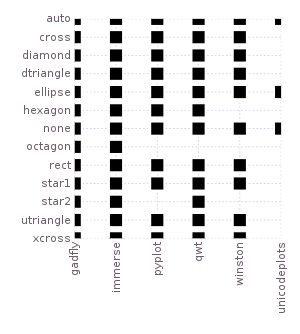 auto
cross
diamond
dtriangle
ellipse
hexagon
none
octagon
rect
star1
star2
utriangle
xcross
gadfly
immerse
pyplot
qwt
winston
unicodeplots